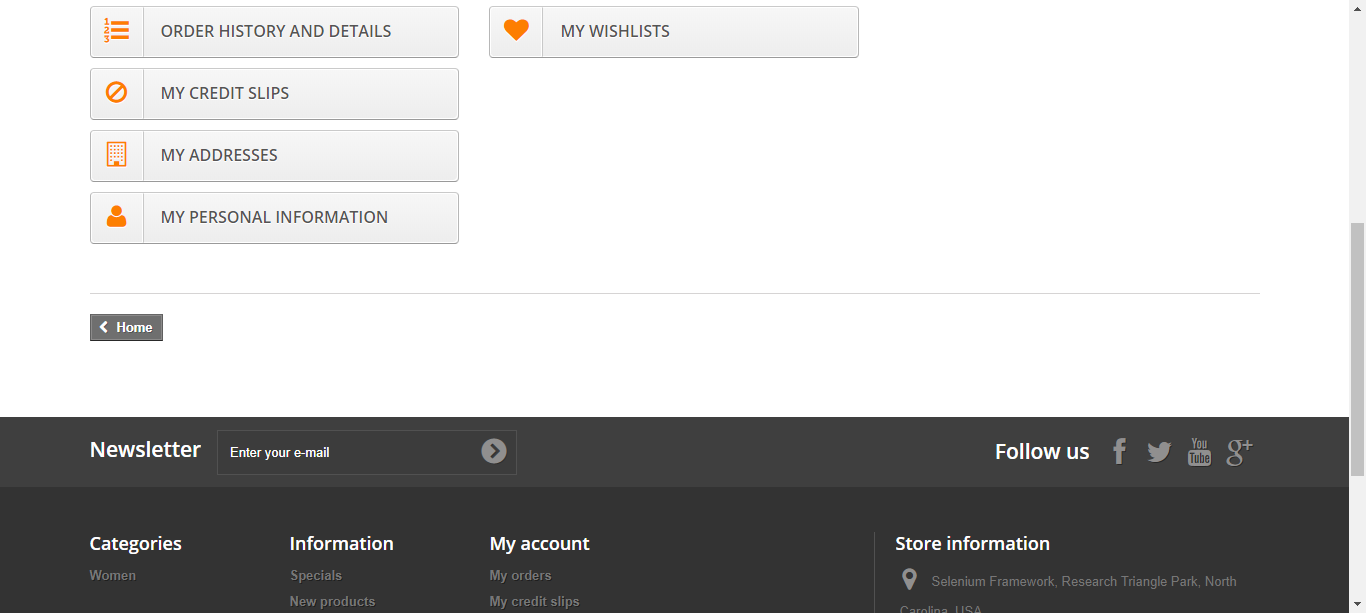 ORDER HISTORY AND DETAILS
MY WISHLISTS
MY CREDIT SLIPS
MY ADDRESSES
MY PERSONAL INFORMATION
Home
Newsletter
Enter your e-mail
Follow us
You
Tube
g+
Categories
Information
My account
Store information
Women
Specials
My orders
Selenium Framework, Research Triangle Park, North
New products
My credit slips
Carolina, USA